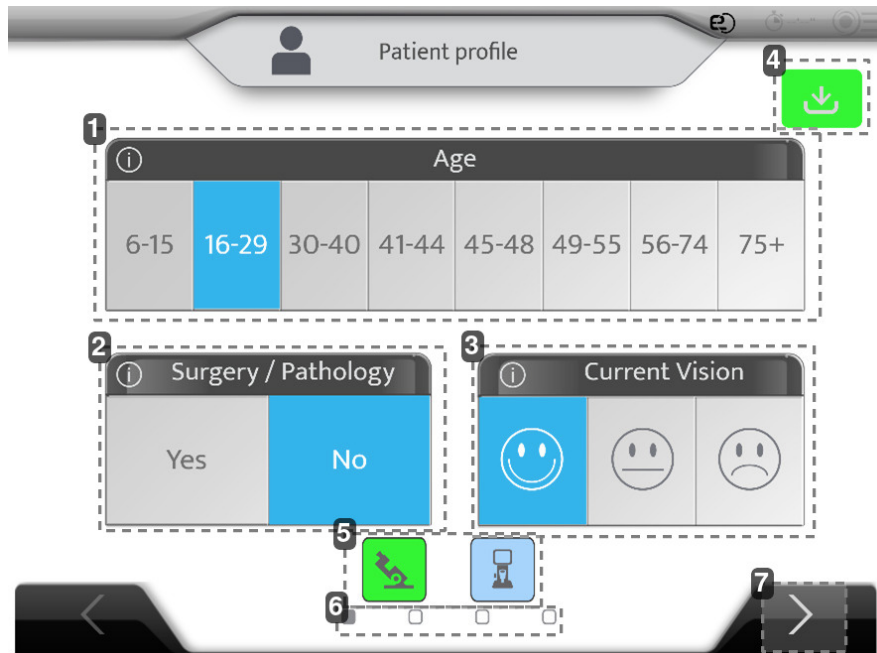 Patient profile
4
1
Age
6-15 16-29 30-40 41-44 45-48 49-55 56-74 75+
2
Surgery / Pathology
Yes No
3
Current Vision
5
6
7